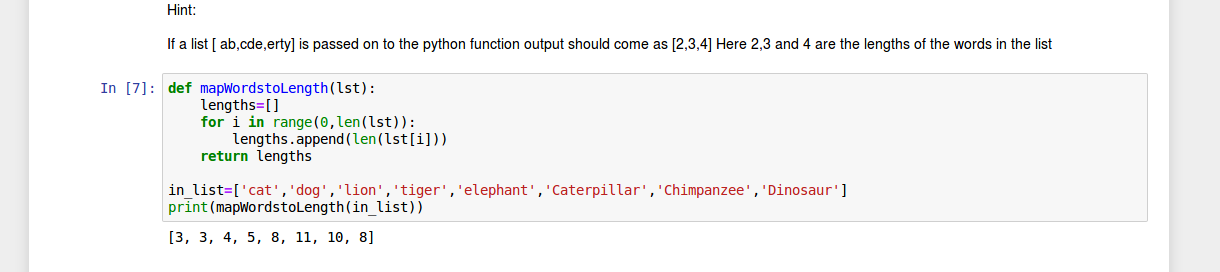 Hint:
If a list [ ab,cde,erty] is passed on to the python function output should come as [2,3,4] Here 2,3 and 4 are the lengths of the words in the list
In [7]: def mapWordstoLength(lst):
    lengths=[]
    for i in range(0,len(lst)):
        lengths.append(len(lst[i]))
    return lengths
in_list=['cat','dog','lion','tiger','elephant','Caterpillar','Chimpanzee','Dinosaur']
print(mapWordstoLength(in_list))
[3, 3, 4, 5, 8, 11, 10, 8]